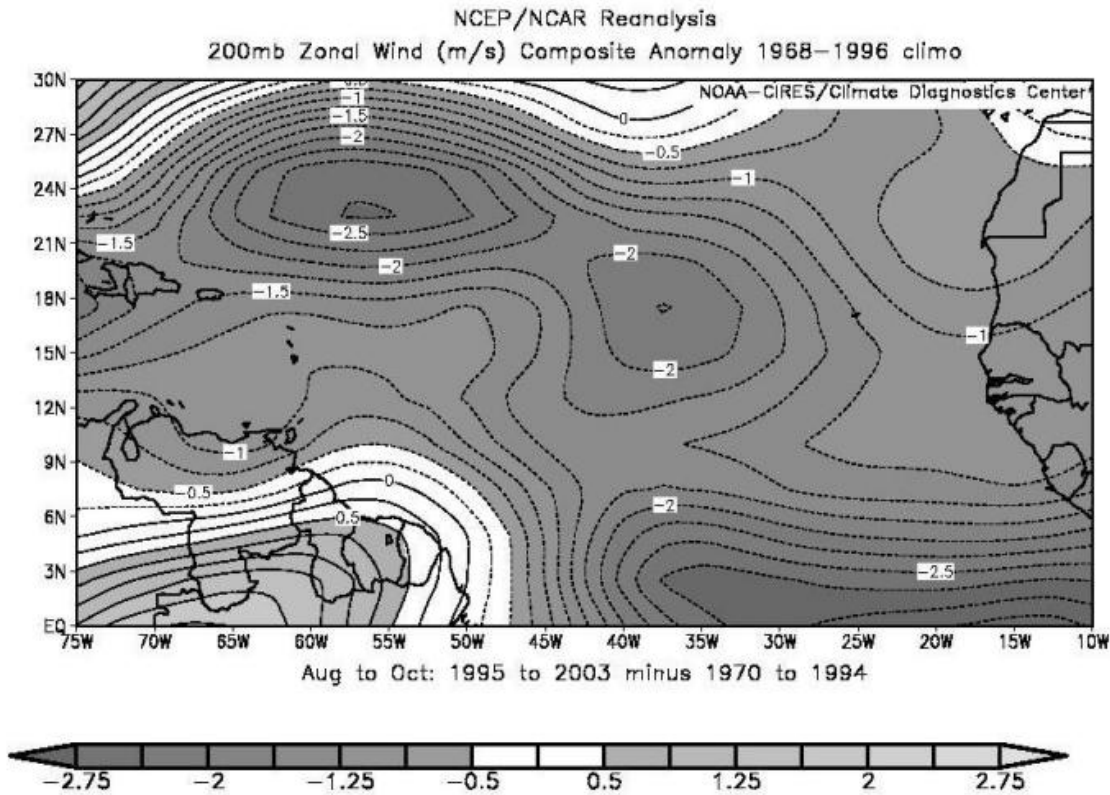 NCEP/NCAR Reanalysis
200mb Zonal Wind (m/s) Composite Anomaly 1968-1996 climo
NOAA-CIRES/Climate Diagnostics Center
30N
27N
24N
21N
18N
15N
12N
9N
6N
3N
EQ
-1
-1.5
-2
0
-0.5
-1
-2.5
-1.5
-2
-2
-1.5
-1
-2
-1
-0.5
0
0.5
-2
-2.5
75W 70W 65W 60W 55W 50W 45W 40W 35W 30W 25W 20W 15W 10W
Aug to Oct: 1995 to 2003 minus 1970 to 1994
-2.75 -2 -1.25 -0.5 0.5 1.25 2 2.75